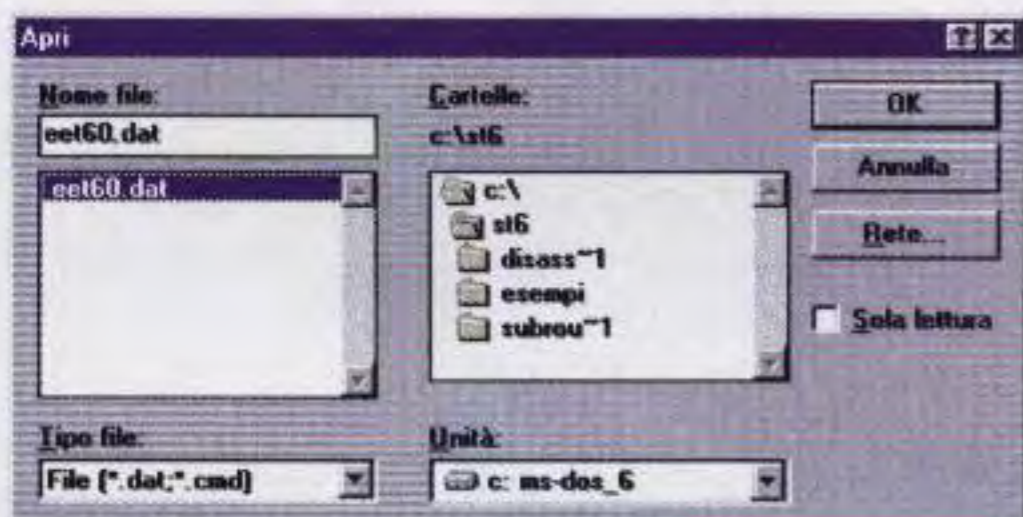 Apri
Nome file:
eet60.dat
eet60.dat
Tipo file:
File (*.dat;*.cmd)
Cartelle:
c:\st6
c:\
st6
disass~1
esempi
subrou~1
Unità:
c: ms-dos_6
OK
Annulla
Rete...
Sola lettura